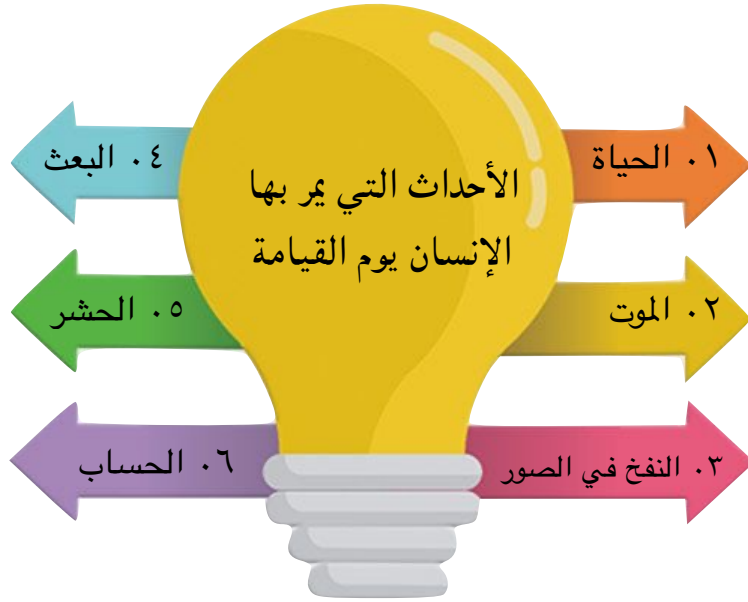 الأحداث التي يمر بها
الإنسان يوم القيامة
٠١ الحياة
٠٢ الموت
٠٣ النفخ في الصور
٠٤ البعث
٠٥ الحشر
٠٦ الحساب